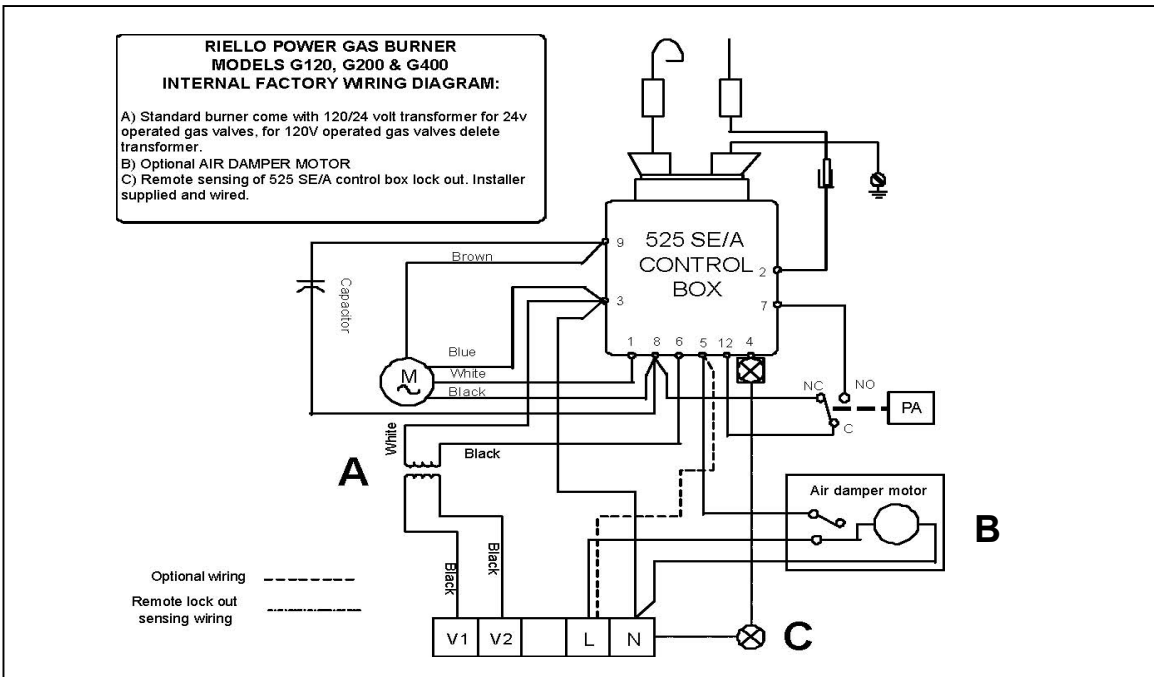 RIELLO POWER GAS BURNER
MODELS G120, G200 & G400
INTERNAL FACTORY WIRING DIAGRAM:
A) Standard burner come with 120/24 volt transformer for 24v
operated gas valves, for 120V operated gas valves delete
transformer.
B) Optional AIR DAMPER MOTOR
C) Remote sensing of 525 SE/A control box lock out. Installer
supplied and wired.
525 SE/A
CONTROL
BOX
9
3
2
7
1 8 6 5 12 4
Brown
Capacitor
Blue
White
Black
M
NC
NO
C
PA
White
Black
A
Air damper motor
B
Black
Black
Optional wiring
Remote lock out
sensing wiring
V1 V2 L N
C